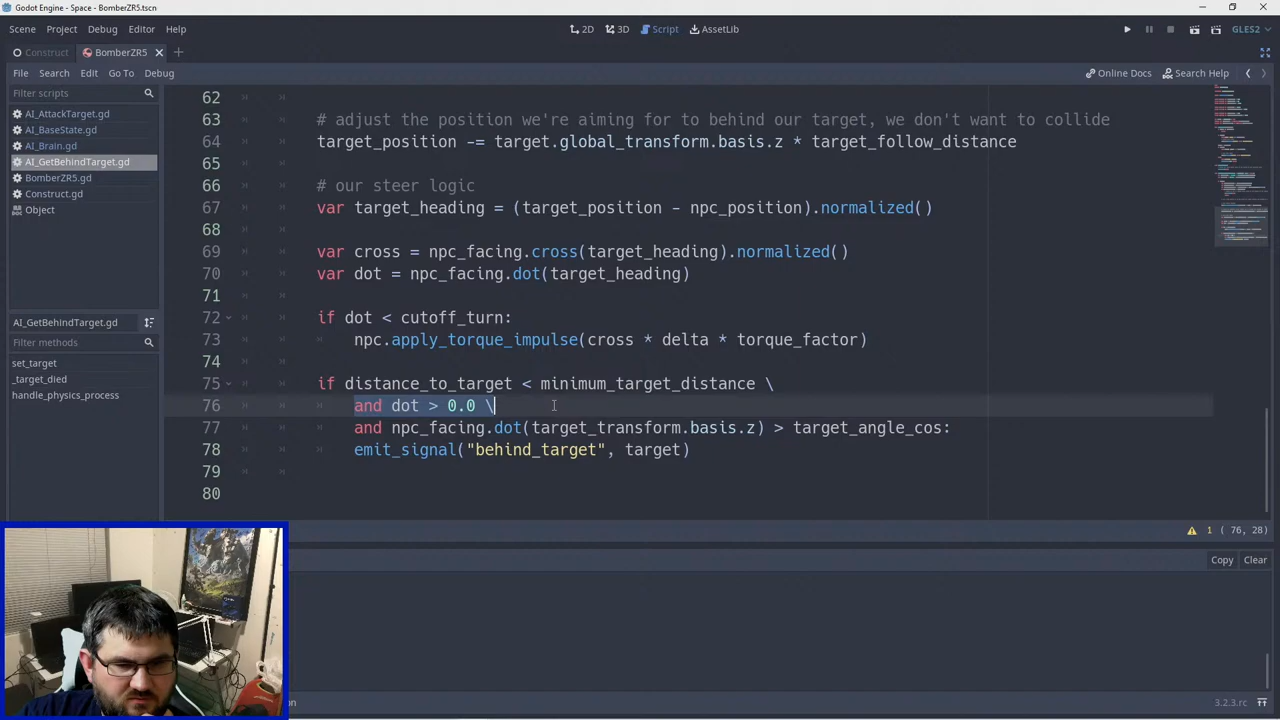 Godot Engine - Space - BomberZR5.tscn
Scene Project Debug Editor Help
2D 3D Script AssetLib
GLES2
Construct BomberZR5
File Search Edit Go To Debug
Online Docs Search Help
Filter scripts
AI_AttackTarget.gd
AI_BaseState.gd
AI_Brain.gd
AI_GetBehindTarget.gd
BomberZR5.gd
Construct.gd
Object
AI_GetBehindTarget.gd
Filter methods
set_target
_target_died
handle_physics_process
62
63 # adjust the position we're aiming for to behind our target, we don't want to collide
64 target_position -= target.global_transform.basis.z * target_follow_distance
65
66 # our steer logic
67 var target_heading = (target_position - npc_position).normalized()
68
69 var cross = npc_facing.cross(target_heading).normalized()
70 var dot = npc_facing.dot(target_heading)
71
72 if dot < cutoff_turn:
73 npc.apply_torque_impulse(cross * delta * torque_factor)
74
75 if distance_to_target < minimum_target_distance \
76 and dot > 0.0 \
77 and npc_facing.dot(target_transform.basis.z) > target_angle_cos:
78 emit_signal("behind_target", target)
79
80
1 ( 76, 28)
Copy Clear
3.2.3.rc